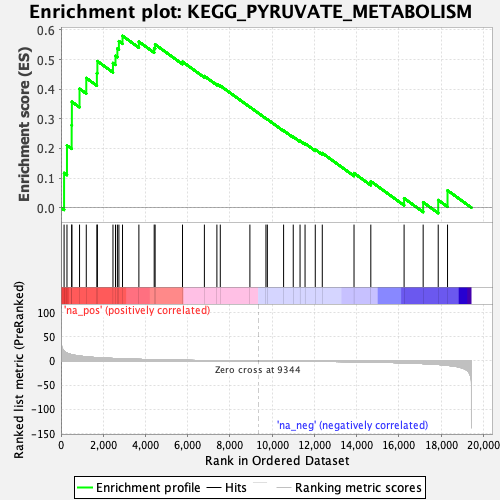 Enrichment plot: KEGG_PYRUVATE_METABOLISM
Enrichment score (ES)
0.6
0.5
0.4
0.3
0.2
0.1
0.0
'na_pos' (positively correlated)
Ranked list metric (PreRanked)
100
50
0
-50
-100
-150
Zero cross at 9344
'na_neg' (negatively correlated)
0 2,000 4,000 6,000 8,000 10,000 12,000 14,000 16,000 18,000 20,000
Rank in Ordered Dataset
Enrichment profile Hits Ranking metric scores